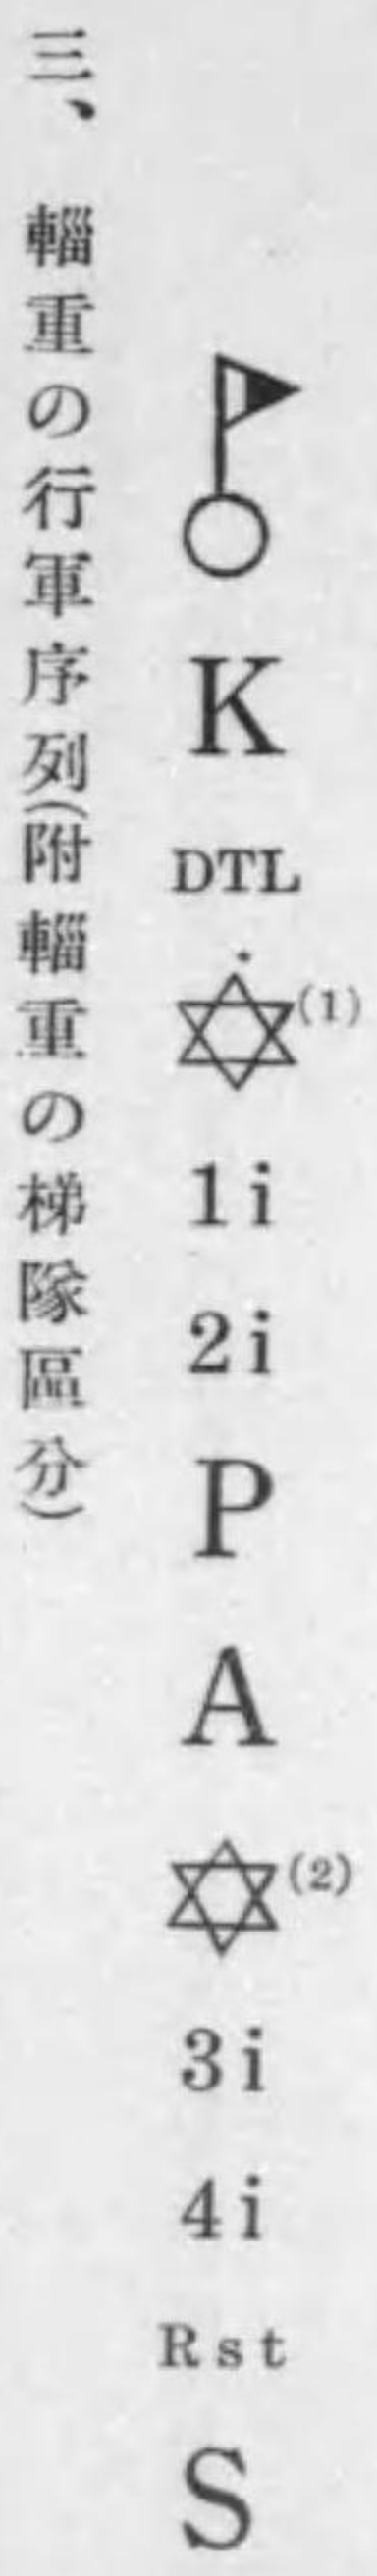 K
DTL
(1)
1i
2i
P
A
(2)
3i
4i
Rst
S
三、 輜重の行軍序列(附輜重の梯隊區分)